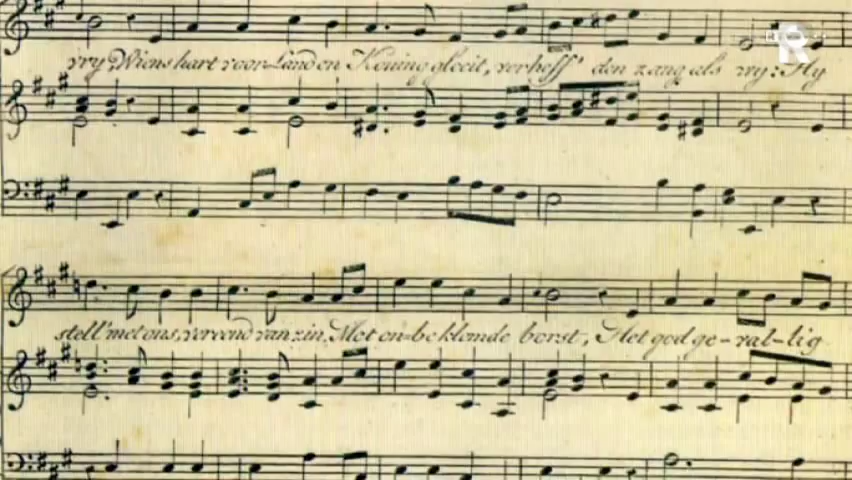 vry, Wiens hart voor Land en Koning gloeit, verheff' den zang als wy: Hy
stell' met ons, vereend van zin, Met on-be klemde borst, Het god ge-val-lig
R